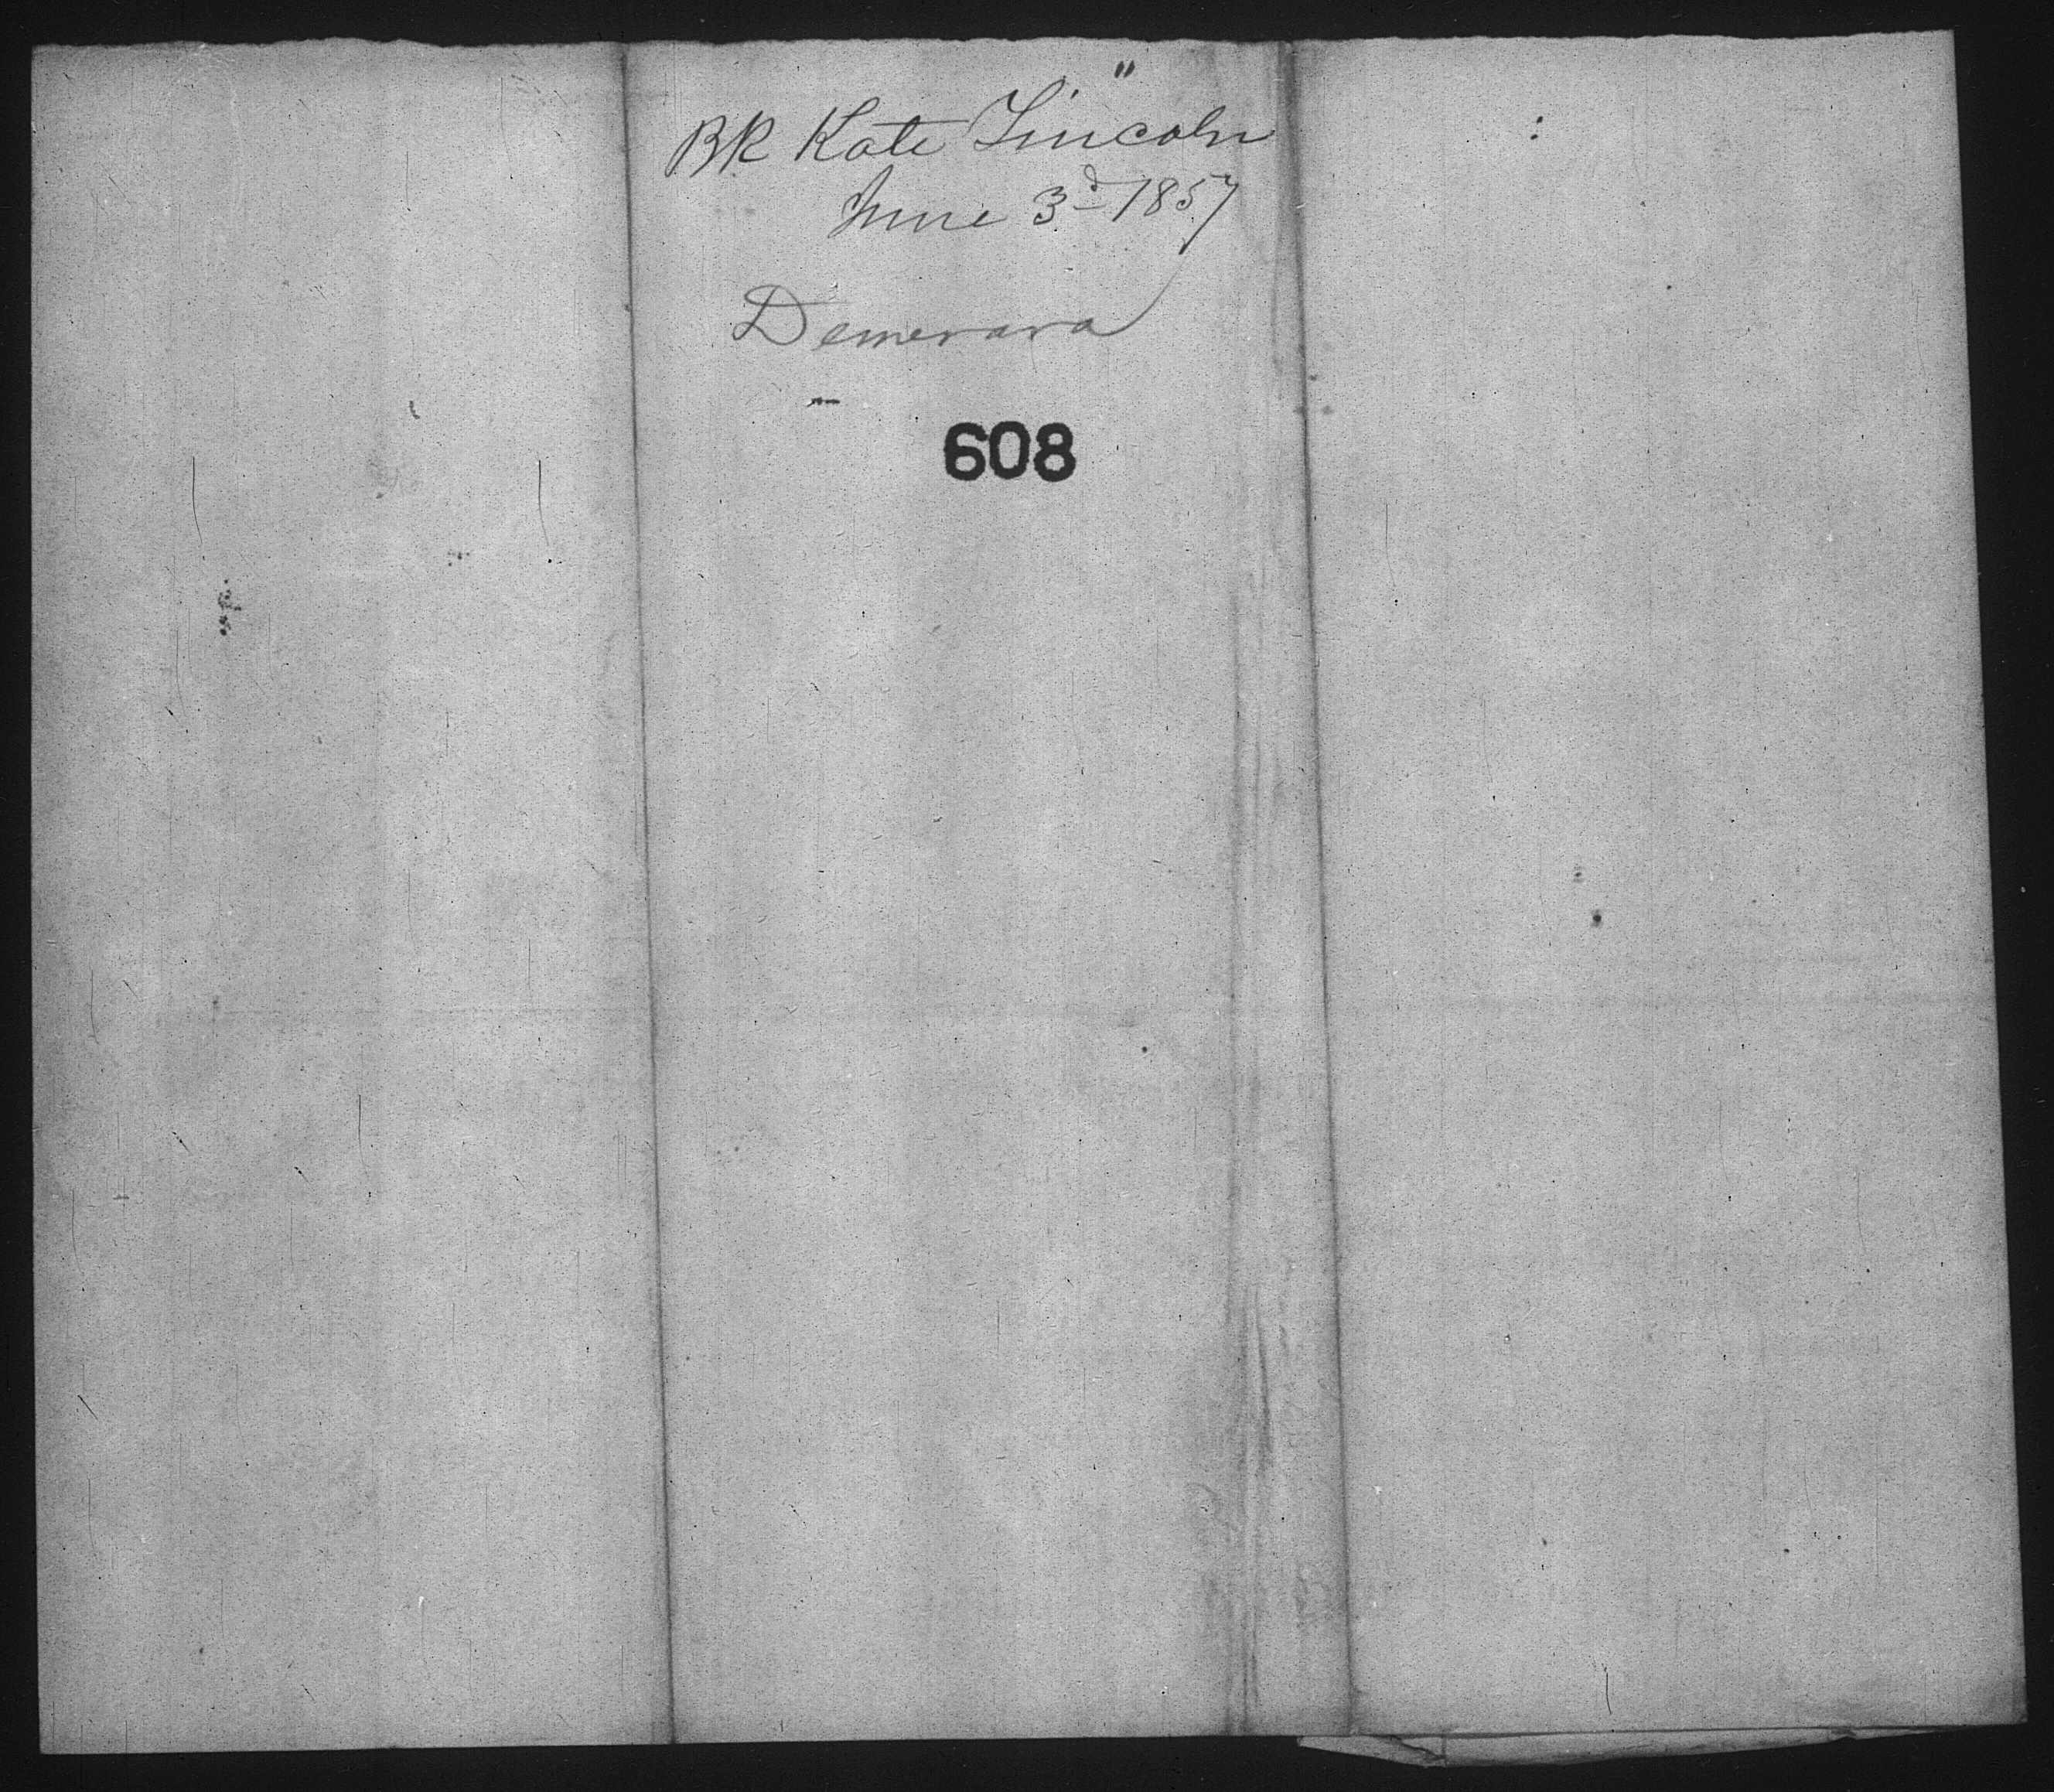 BK Kate Lincoln"
June 3d 1857
Demerara
608